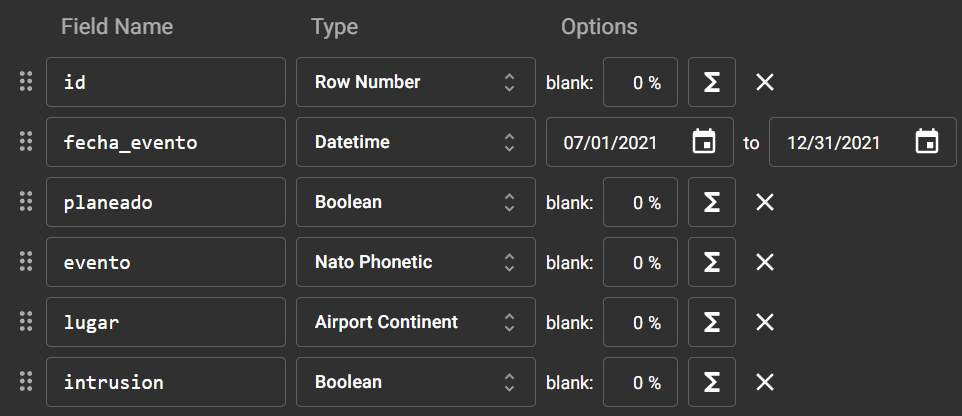 Field Name Type Options
id Row Number blank: 0 %
fecha_evento Datetime 07/01/2021 to 12/31/2021
planeado Boolean blank: 0 %
evento Nato Phonetic blank: 0 %
lugar Airport Continent blank: 0 %
intrusion Boolean blank: 0 %